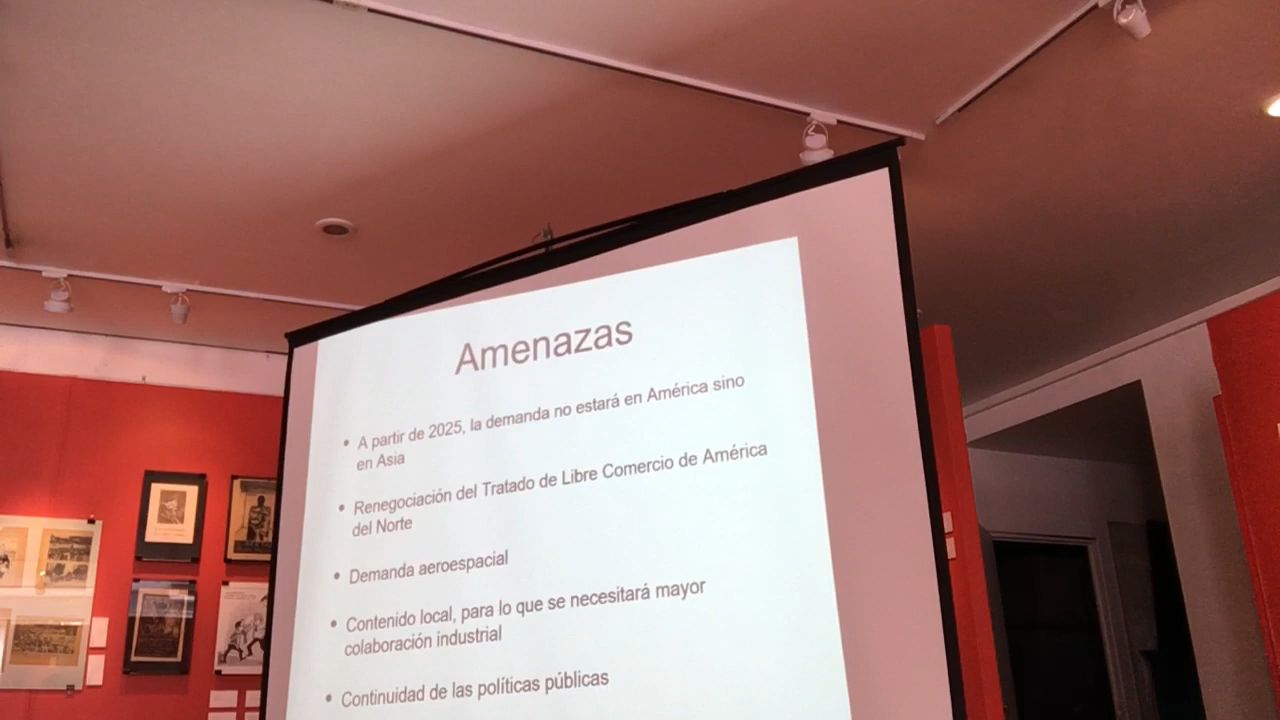 Amenazas
• A partir de 2025, la demanda no estará en América sino
en Asia
• Renegociación del Tratado de Libre Comercio de América
del Norte
• Demanda aeroespacial
• Contenido local, para lo que se necesitará mayor
colaboración industrial
• Continuidad de las políticas públicas